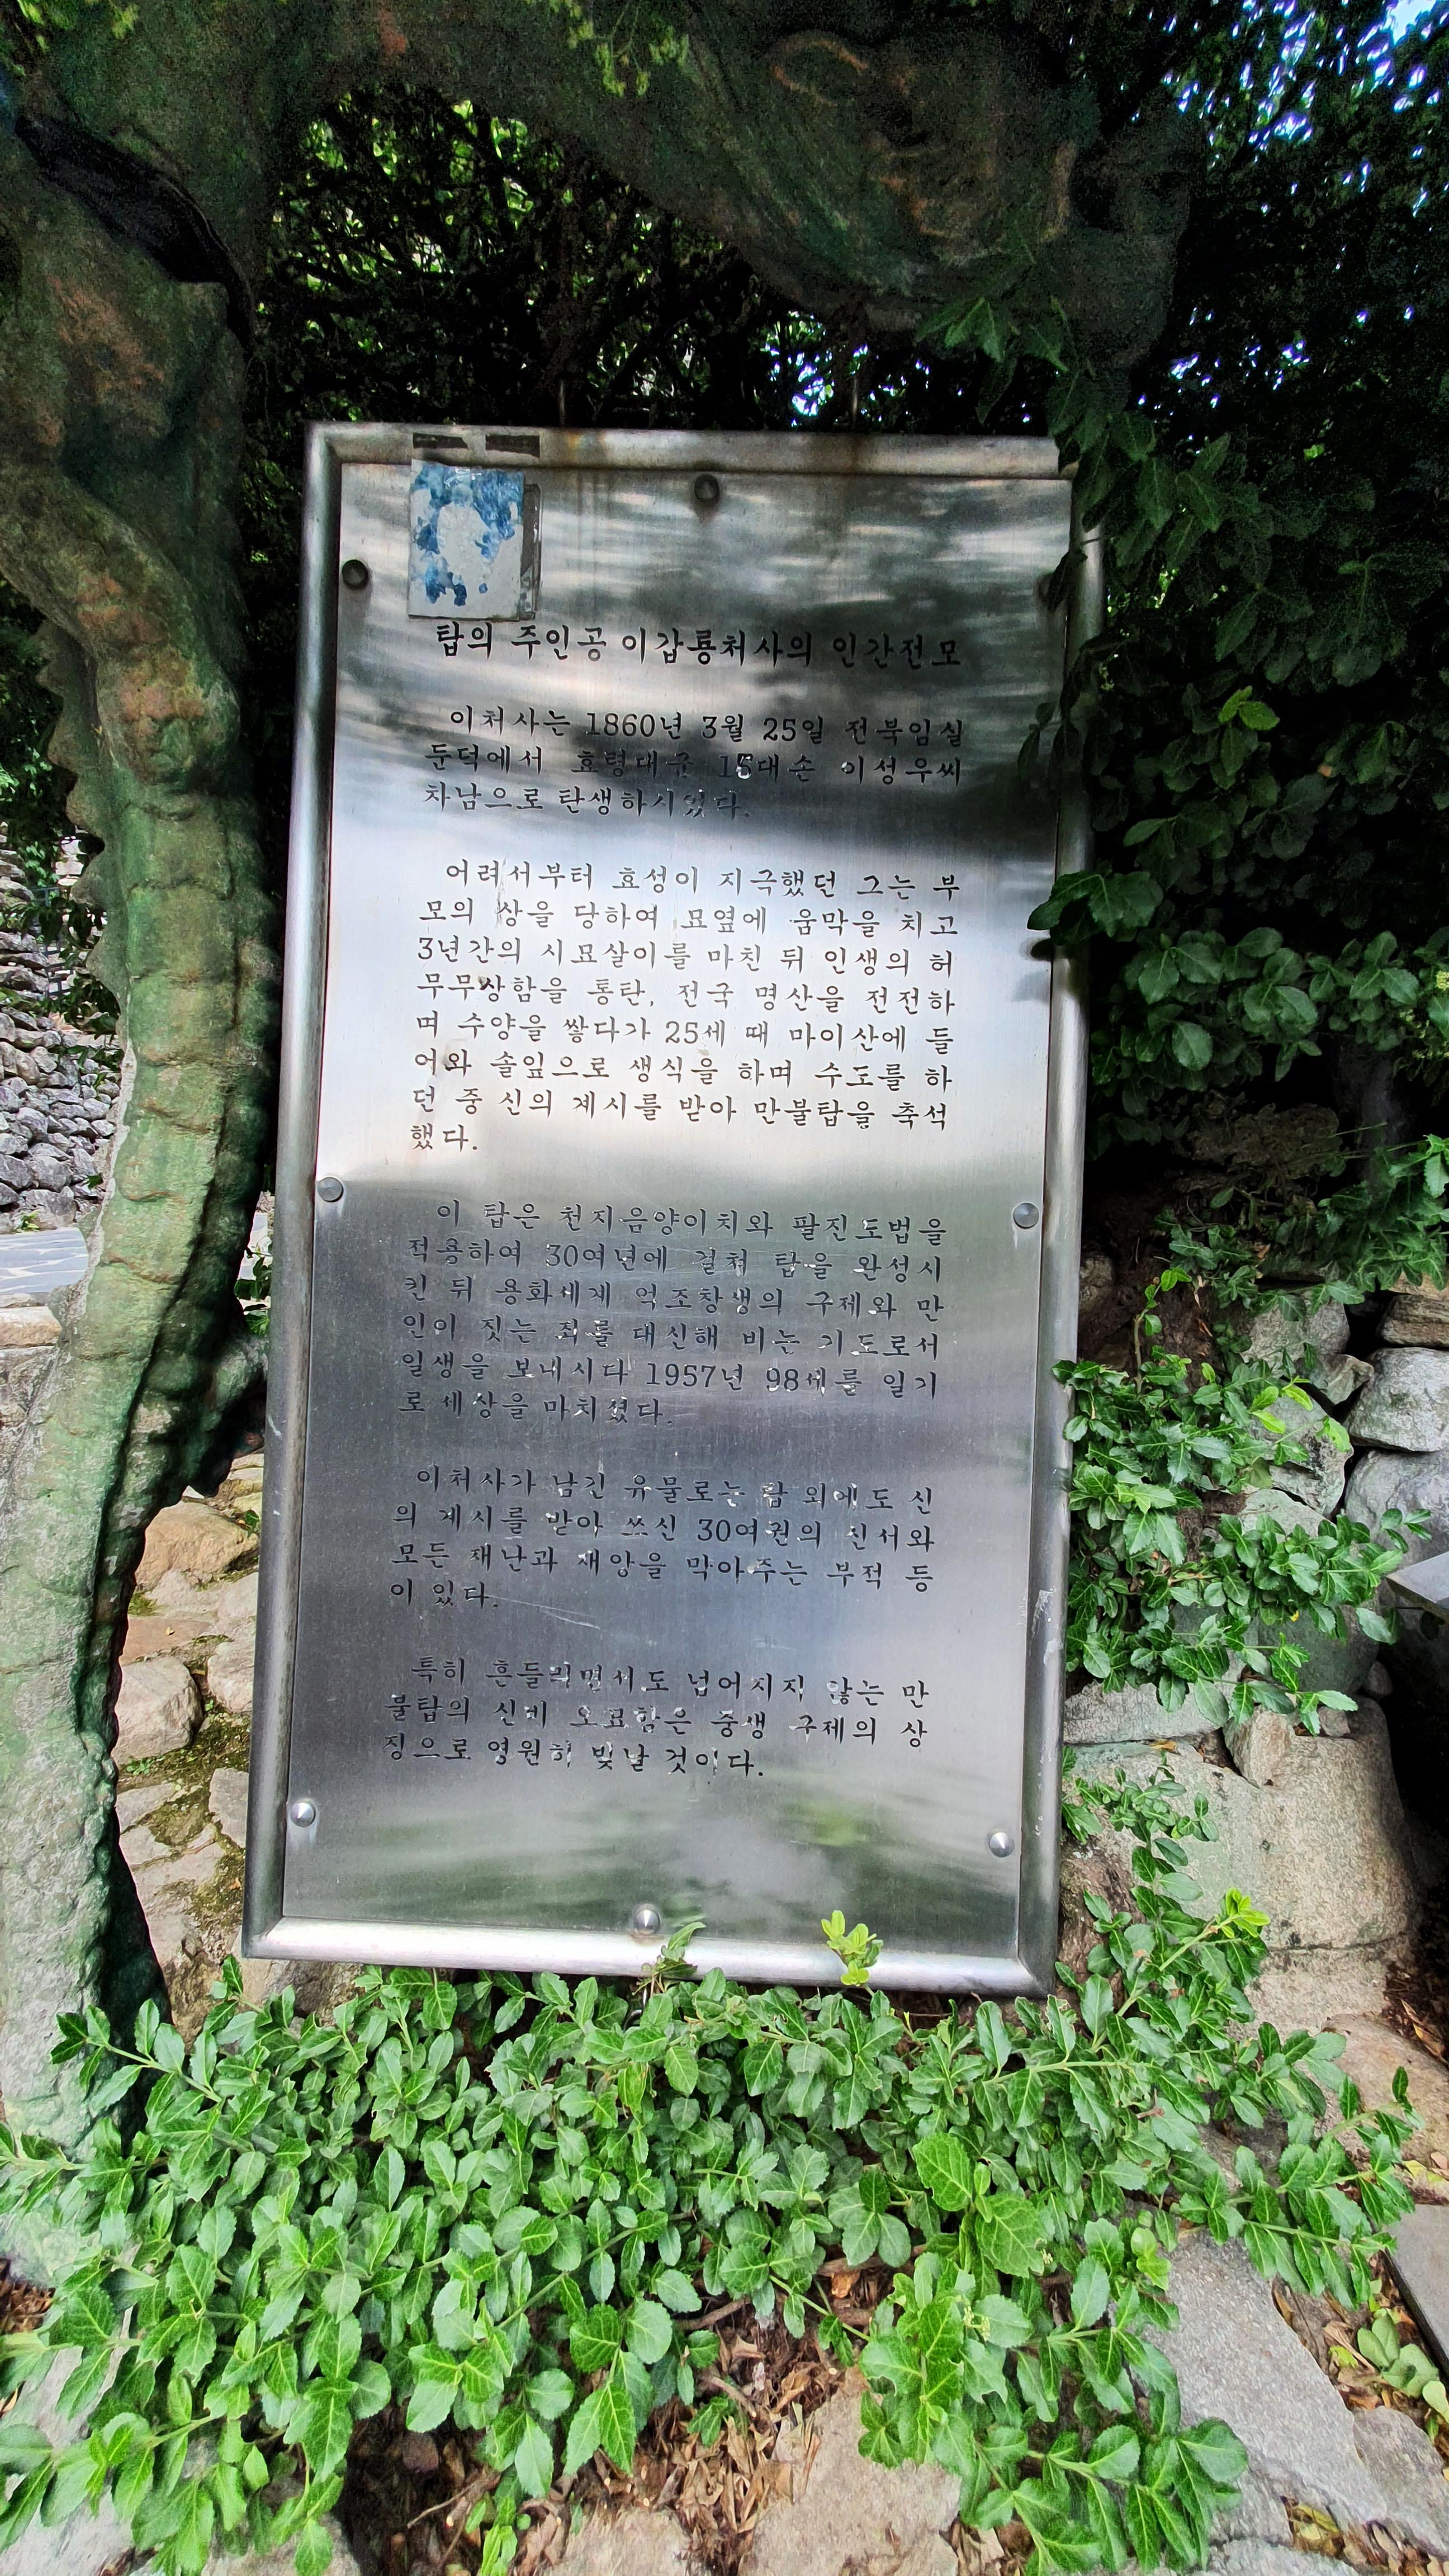 탑의 주인공 이갑룡처사의 인간전모
이처사는 1860년 3월 25일 전북임실
둔덕에서 효령대군 15대손 이성우씨
차남으로 탄생하시었다.
어려서부터 효성이 지극했던 그는 부
모의 상을 당하여 묘옆에 움막을 치고
3년간의 시묘살이를 마친 뒤 인생의 허
무무상함을 통탄, 전국 명산을 전전하
며 수양을 쌓다가 25세 때 마이산에 들
어와 솔잎으로 생식을 하며 수도를 하
던 중 신의 계시를 받아 만불탑을 축석
했다.
이 탑은 천지음양이치와 팔진도법을
적용하여 30여년에 걸쳐 탑을 완성시
킨 뒤 용화세계 억조창생의 구제와 만
인이 짓는 죄를 대신해 비는 기도로서
일생을 보내시다 1957년 98세를 일기
로 세상을 마치셨다.
이처사가 남긴 유물로는 탑 외에도 신
의 계시를 받아 쓰신 30여권의 신서와
모든 재난과 재앙을 막아주는 부적 등
이 있다.
특히 흔들리면서도 넘어지지 않는 만
불탑의 신비 오묘함은 중생 구제의 상
징으로 영원히 빛날 것이다.